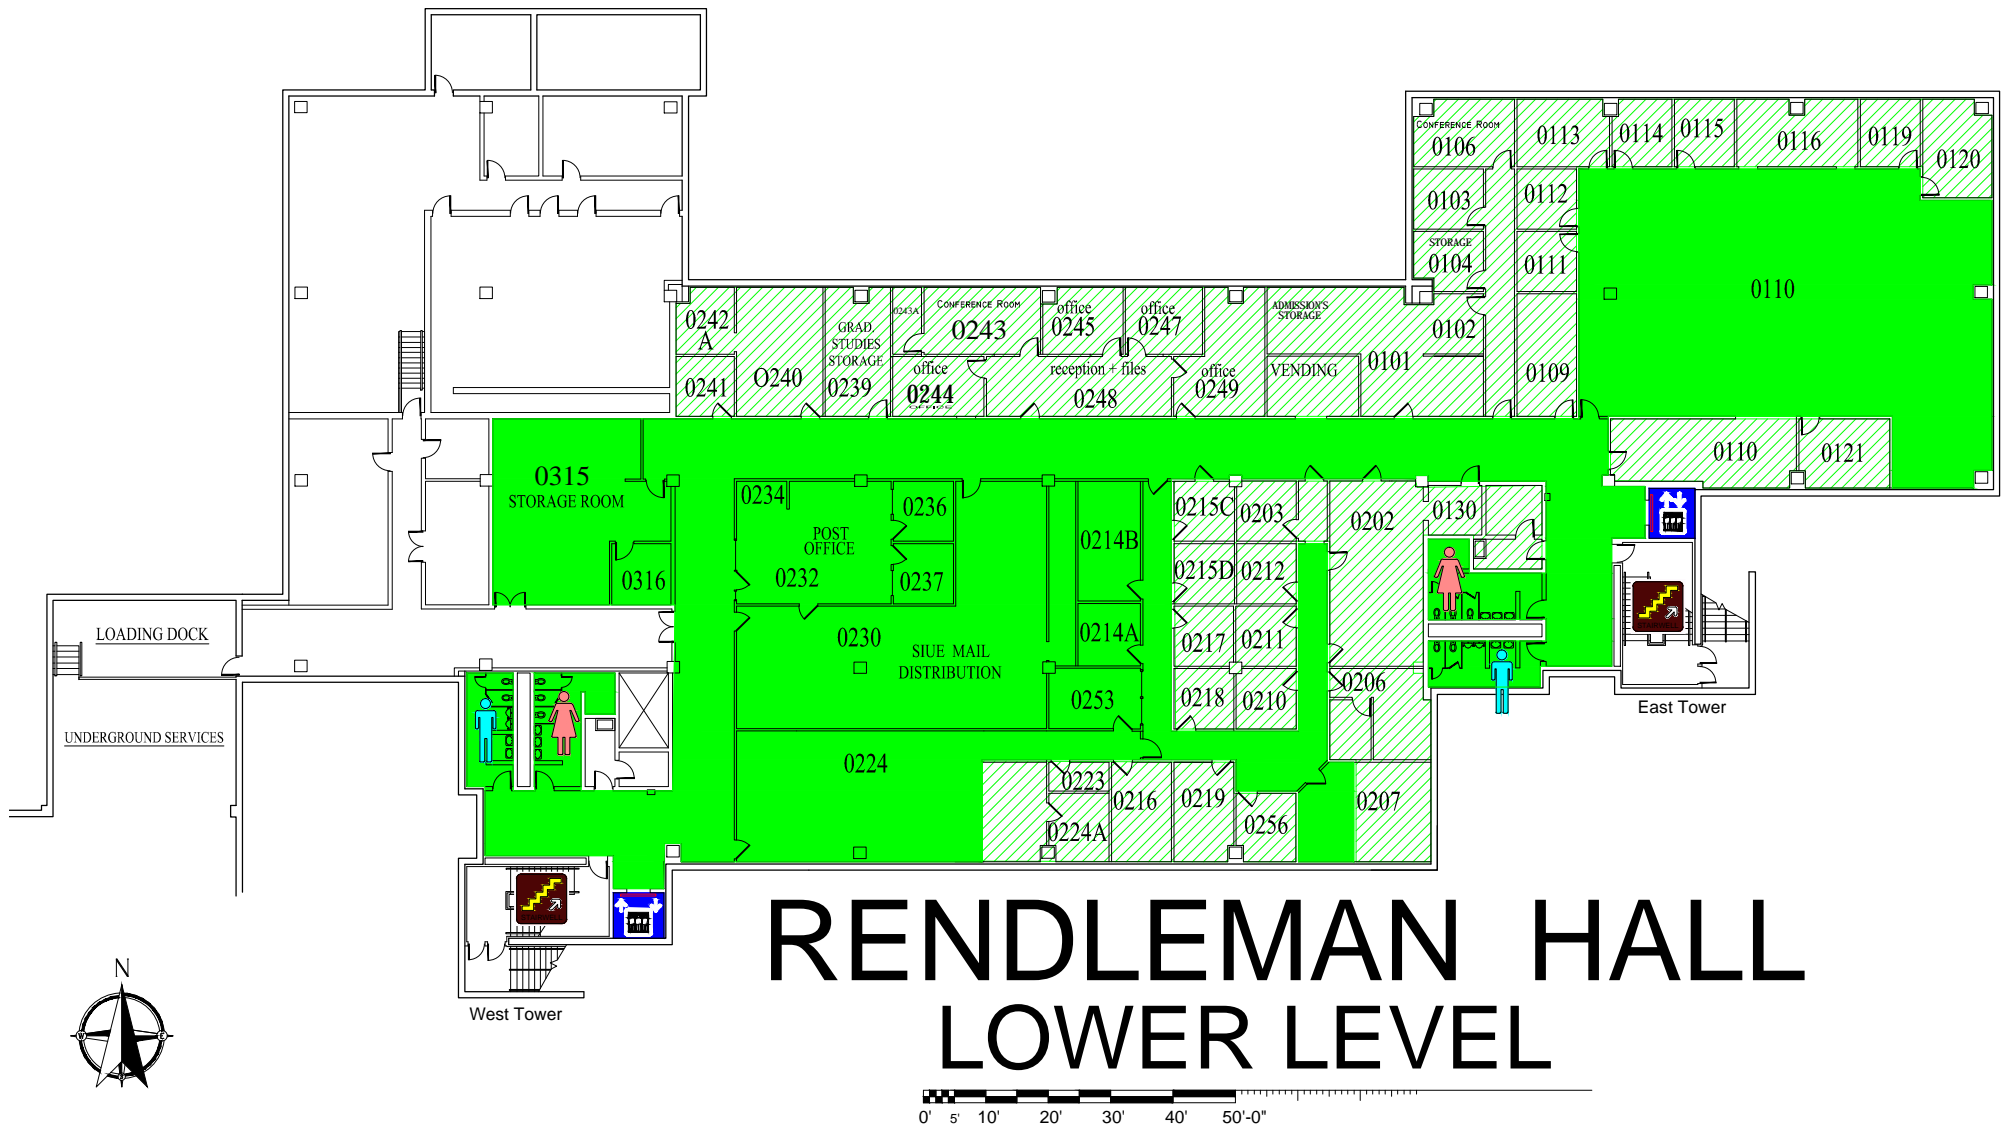 CONFERENCE ROOM
0106
0113
0114
0115
0116
0119
0120
0103
0112
STORAGE
0104
0111
0110
0102
0109
0242
A
0241
O240
GRAD.
STUDIES
STORAGE
0239
0243A
CONFERENCE ROOM
0243
office
0244
OFFICE
office
0245
office
0247
reception + files
0248
office
0249
ADMISSION'S
STORAGE
VENDING
0101
0110
0121
0315
STORAGE ROOM
0316
0234
POST
OFFICE
0232
0236
0237
0214B
0214A
0215C
0203
0215D
0212
0217
0211
0218
0210
0202
0130
0206
0230
SIUE MAIL
DISTRIBUTION
0253
LOADING DOCK
UNDERGROUND SERVICES
0224
0223
0224A
0216
0219
0256
0207
East Tower
West Tower
N
W
E
S
RENDLEMAN HALL
LOWER LEVEL
0' 5' 10' 20' 30' 40' 50'-0"